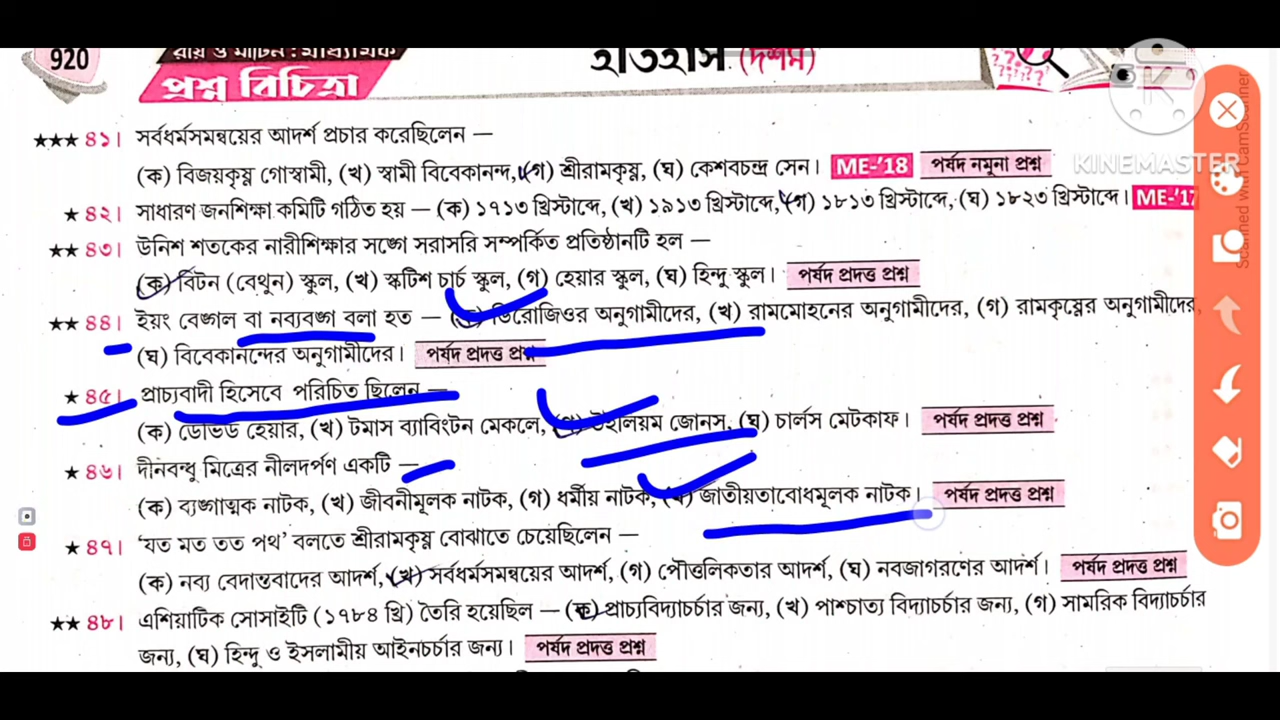 920
রায় ও মার্টিন : মাধ্যমিক
প্রশ্ন বিচিত্রা
ইতিহাস (দশম)
KINEMASTER
Scanned with CamScanner
★★★ ৪১। সর্বধর্মসমন্বয়ের আদর্শ প্রচার করেছিলেন —
(ক) বিজয়কৃষ্ণ গোস্বামী, (খ) স্বামী বিবেকানন্দ, (গ) শ্রীরামকৃষ্ণ, (ঘ) কেশবচন্দ্র সেন। ME-'18 পর্ষদ নমুনা প্রশ্ন
★ ৪২। সাধারণ জনশিক্ষা কমিটি গঠিত হয় — (ক) ১৭১৩ খ্রিস্টাব্দে, (খ) ১৯১৩ খ্রিস্টাব্দে, (গ) ১৮১৩ খ্রিস্টাব্দে, (ঘ) ১৮২৩ খ্রিস্টাব্দে। ME-'17
★★ ৪৩। উনিশ শতকের নারীশিক্ষার সঙ্গে সরাসরি সম্পর্কিত প্রতিষ্ঠানটি হল —
(ক) বিটন (বেথুন) স্কুল, (খ) স্কটিশ চার্চ স্কুল, (গ) হেয়ার স্কুল, (ঘ) হিন্দু স্কুল। পর্ষদ প্রদত্ত প্রশ্ন
★★ ৪৪। ইয়ং বেঙ্গল বা নব্যবঙ্গ বলা হত — (ক) ডিরোজিওর অনুগামীদের, (খ) রামমোহনের অনুগামীদের, (গ) রামকৃষ্ণের অনুগামীদের,
(ঘ) বিবেকানন্দের অনুগামীদের। পর্ষদ প্রদত্ত প্রশ্ন
★ ৪৫। প্রাচ্যবাদী হিসেবে পরিচিত ছিলেন —
(ক) ডেভিড হেয়ার, (খ) টমাস ব্যাবিংটন মেকলে, (গ) উইলিয়ম জোনস, (ঘ) চার্লস মেটকাফ। পর্ষদ প্রদত্ত প্রশ্ন
★ ৪৬। দীনবন্ধু মিত্রের নীলদর্পণ একটি —
(ক) ব্যঙ্গাত্মক নাটক, (খ) জীবনীমূলক নাটক, (গ) ধর্মীয় নাটক, (ঘ) জাতীয়তাবোধমূলক নাটক। পর্ষদ প্রদত্ত প্রশ্ন
★ ৪৭। 'যত মত তত পথ' বলতে শ্রীরামকৃষ্ণ বোঝাতে চেয়েছিলেন —
(ক) নব্য বেদান্তবাদের আদর্শ, (খ) সর্বধর্মসমন্বয়ের আদর্শ, (গ) পৌত্তলিকতার আদর্শ, (ঘ) নবজাগরণের আদর্শ। পর্ষদ প্রদত্ত প্রশ্ন
★★ ৪৮। এশিয়াটিক সোসাইটি (১৭৮৪ খ্রি) তৈরি হয়েছিল — (ক) প্রাচ্যবিদ্যাচর্চার জন্য, (খ) পাশ্চাত্য বিদ্যাচর্চার জন্য, (গ) সামরিক বিদ্যাচর্চার
জন্য, (ঘ) হিন্দু ও ইসলামীয় আইনচর্চার জন্য। পর্ষদ প্রদত্ত প্রশ্ন